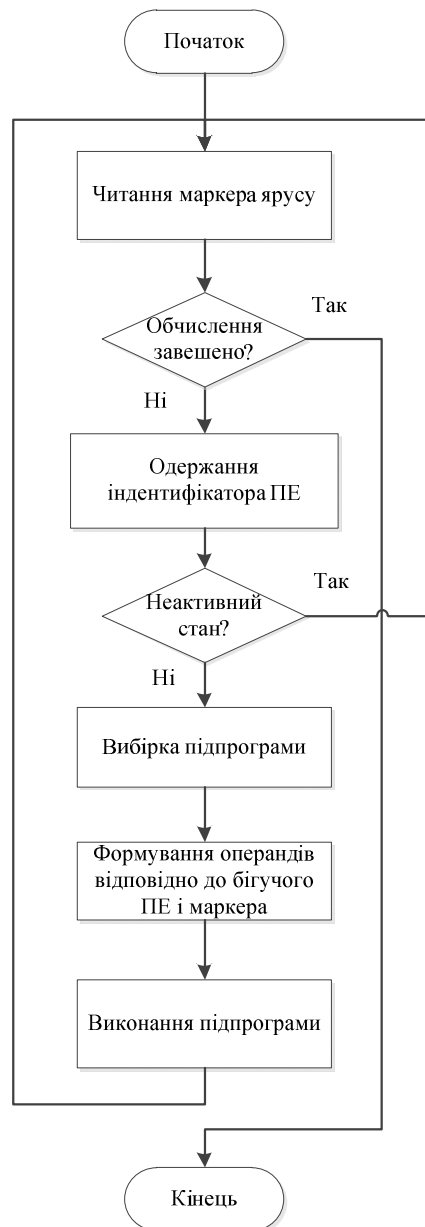 Початок
Читання маркера ярусу
Так
Обчислення
завешено?
Ні
Одержання
індентифікатора ПЕ
Так
Неактивний
стан?
Ні
Вибірка підпрограми
Формування операндів
відповідно до бігучого
ПЕ і маркера
Виконання підпрограми
Кінець